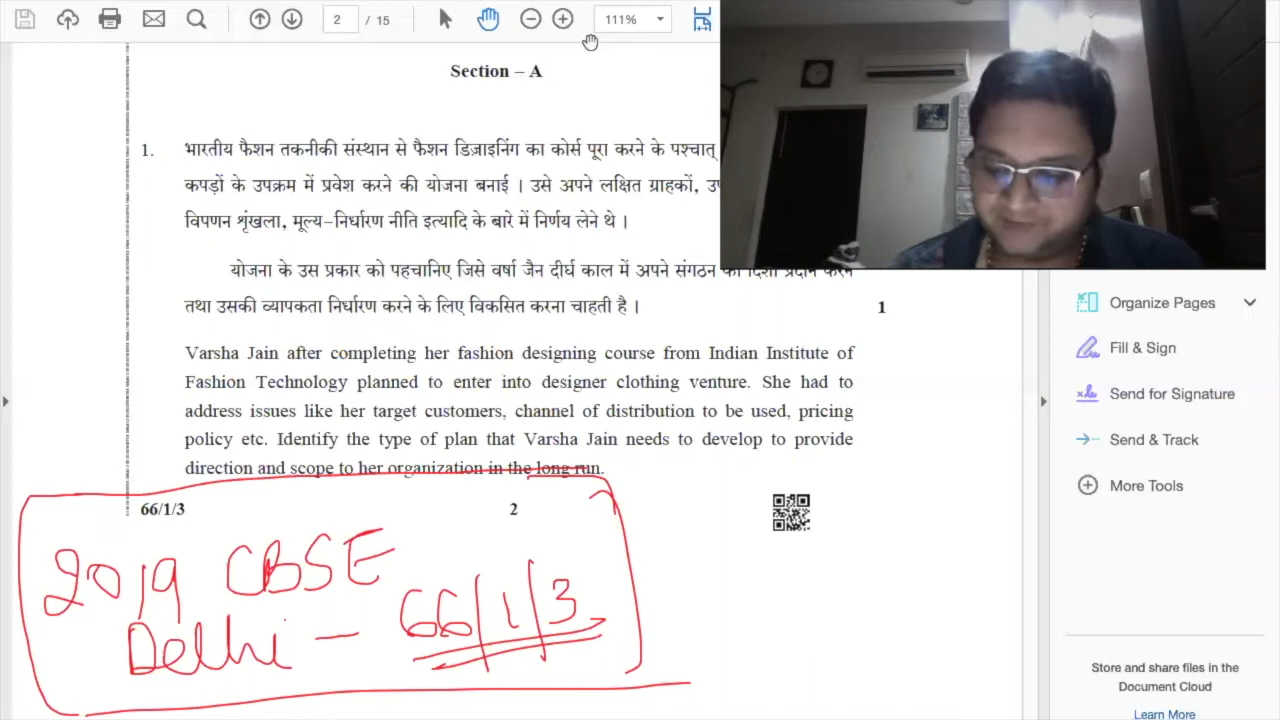 2 / 15
111%
Section – A
1. भारतीय फैशन तकनीकी संस्थान से फैशन डिज़ाइनिंग का कोर्स पूरा करने के पश्चात्
कपड़ों के उपक्रम में प्रवेश करने की योजना बनाई । उसे अपने लक्षित ग्राहकों,
विपणन शृंखला, मूल्य-निर्धारण नीति इत्यादि के बारे में निर्णय लेने थे ।
योजना के उस प्रकार को पहचानिए जिसे वर्षा जैन दीर्घ काल में अपने संगठन को दिशा प्रदान करने
तथा उसकी व्यापकता निर्धारण करने के लिए विकसित करना चाहती है । 1
Varsha Jain after completing her fashion designing course from Indian Institute of
Fashion Technology planned to enter into designer clothing venture. She had to
address issues like her target customers, channel of distribution to be used, pricing
policy etc. Identify the type of plan that Varsha Jain needs to develop to provide
direction and scope to her organization in the long run.
66/1/3 2
2019 CBSE
Delhi – 66/1/3
Organize Pages
Fill & Sign
Send for Signature
Send & Track
More Tools
Store and share files in the
Document Cloud
Learn More